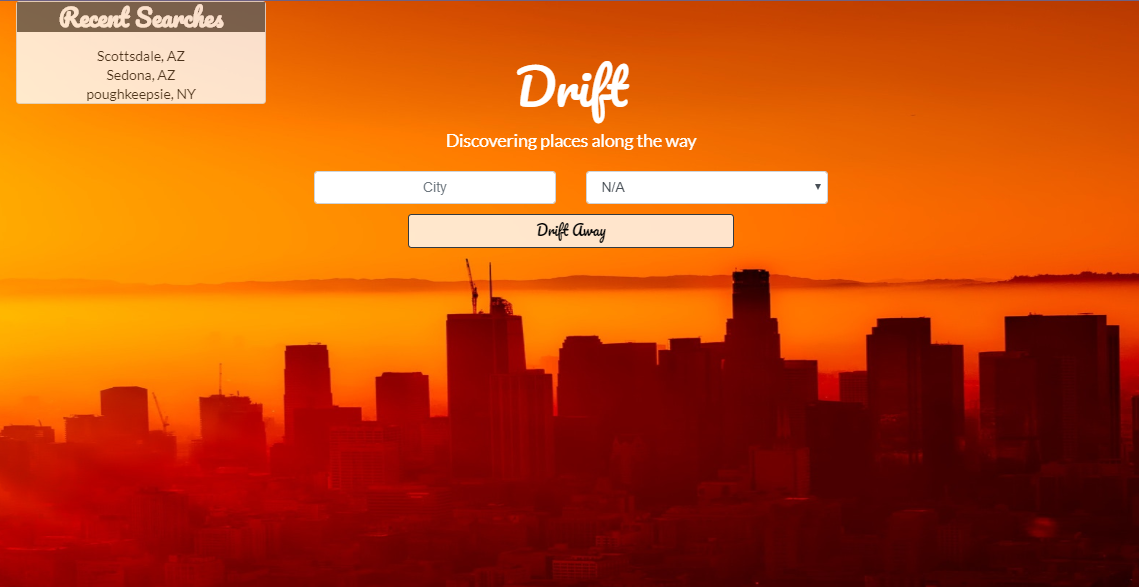 Recent Searches
Scottsdale, AZ
Sedona, AZ
poughkeepsie, NY
Drift
Discovering places along the way
City
N/A
Drift Away